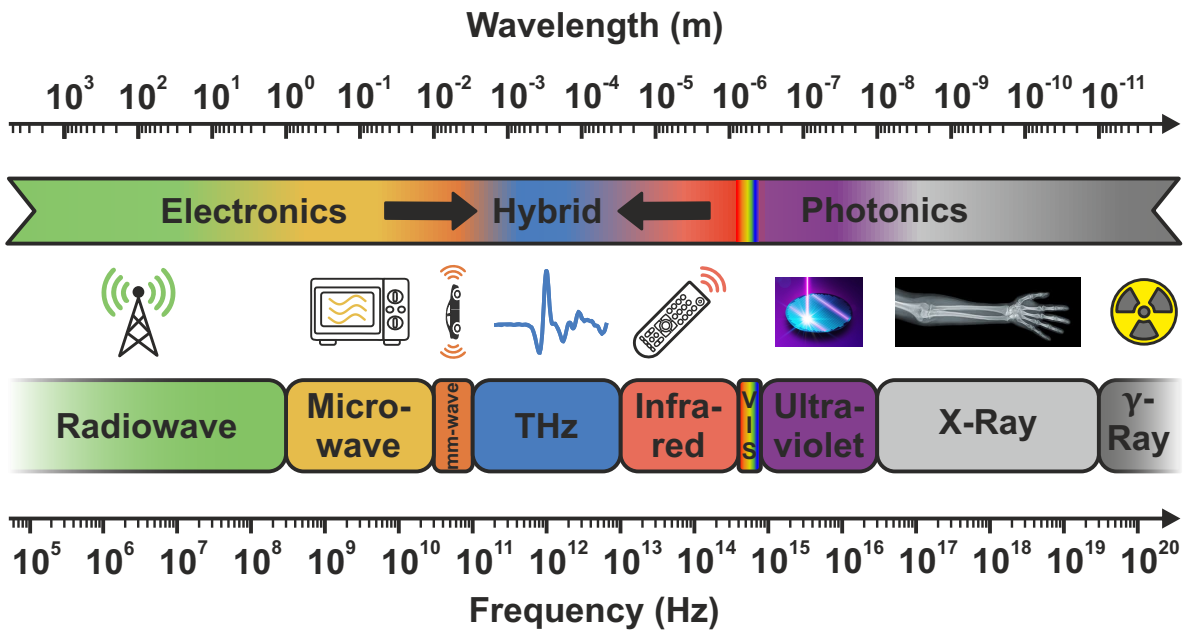 Wavelength (m)
10³ 10² 10¹ 10⁰ 10⁻¹ 10⁻² 10⁻³ 10⁻⁴ 10⁻⁵ 10⁻⁶ 10⁻⁷ 10⁻⁸ 10⁻⁹ 10⁻¹⁰ 10⁻¹¹
Electronics Hybrid Photonics
Radiowave
Micro-
wave
mm-wave
THz
Infra-
red
VIS
Ultra-
violet
X-Ray
γ-
Ray
10⁵ 10⁶ 10⁷ 10⁸ 10⁹ 10¹⁰ 10¹¹ 10¹² 10¹³ 10¹⁴ 10¹⁵ 10¹⁶ 10¹⁷ 10¹⁸ 10¹⁹ 10²⁰
Frequency (Hz)